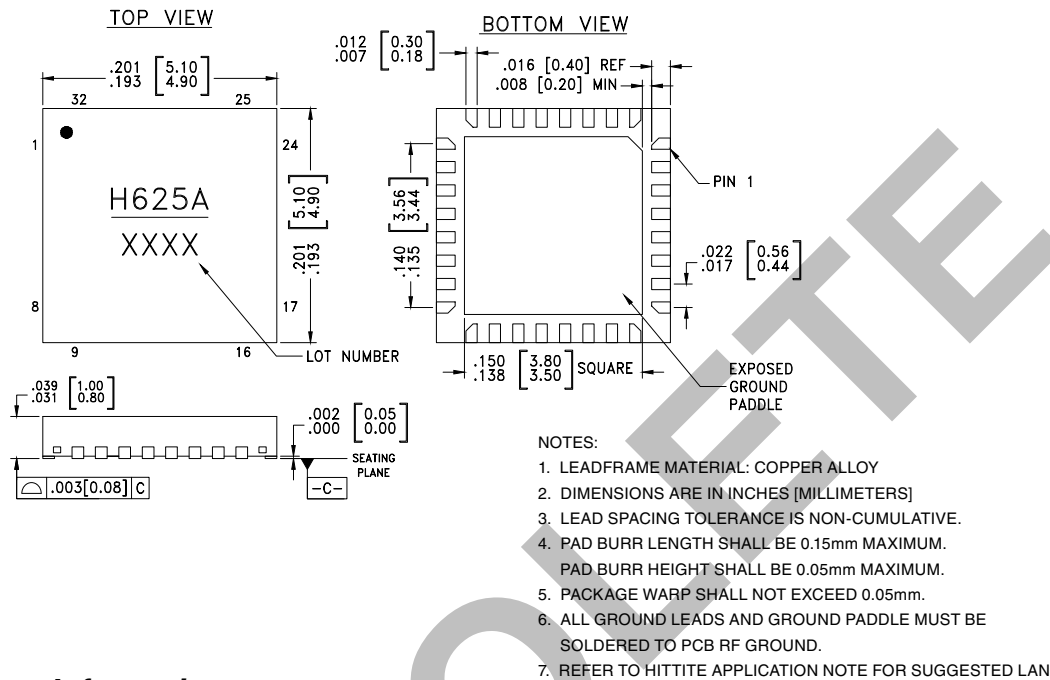 TOP VIEW
.201 [5.10]
.193 [4.90]
32 25
1 24
H625A
XXXX
8 17
9 16
.201 [5.10]
.193 [4.90]
LOT NUMBER
.039 [1.00]
.031 [0.80]
.002 [0.05]
.000 [0.00]
SEATING
PLANE
.003[0.08] C
-C-
BOTTOM VIEW
.012 [0.30]
.007 [0.18]
.016 [0.40] REF
.008 [0.20] MIN
PIN 1
.140 [3.56]
.135 [3.44]
.022 [0.56]
.017 [0.44]
.150 [3.80]
.138 [3.50] SQUARE
EXPOSED
GROUND
PADDLE
NOTES:
1. LEADFRAME MATERIAL: COPPER ALLOY
2. DIMENSIONS ARE IN INCHES [MILLIMETERS]
3. LEAD SPACING TOLERANCE IS NON-CUMULATIVE.
4. PAD BURR LENGTH SHALL BE 0.15mm MAXIMUM.
PAD BURR HEIGHT SHALL BE 0.05mm MAXIMUM.
5. PACKAGE WARP SHALL NOT EXCEED 0.05mm.
6. ALL GROUND LEADS AND GROUND PADDLE MUST BE
SOLDERED TO PCB RF GROUND.
7. REFER TO HITTITE APPLICATION NOTE FOR SUGGESTED LAN
OLETE